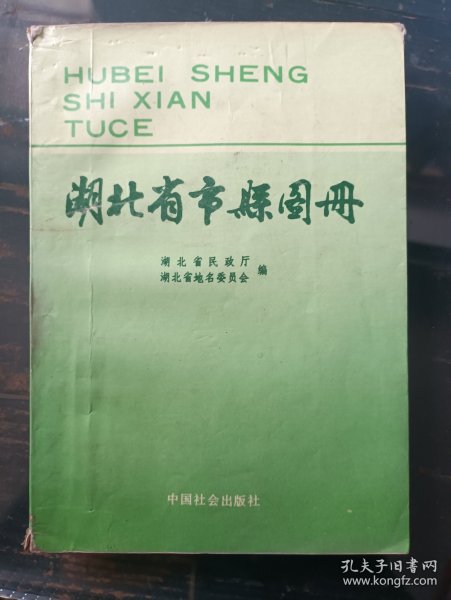 HUBEI SHENG
SHI XIAN
TUCE
湖北省市县图册
湖北省民政厅
湖北省地名委员会
编
中国社会出版社
孔夫子旧书网
www.kongfz.com